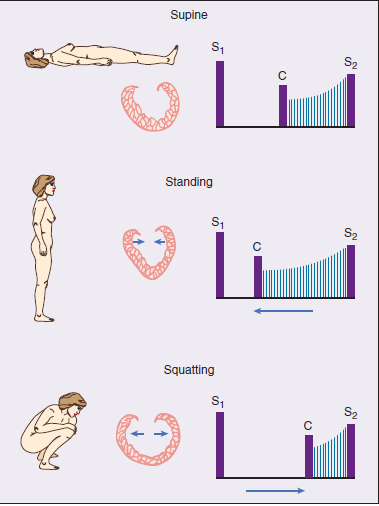 Supine
S1
C
S2
Standing
S1
C
S2
Squatting
S1
C
S2